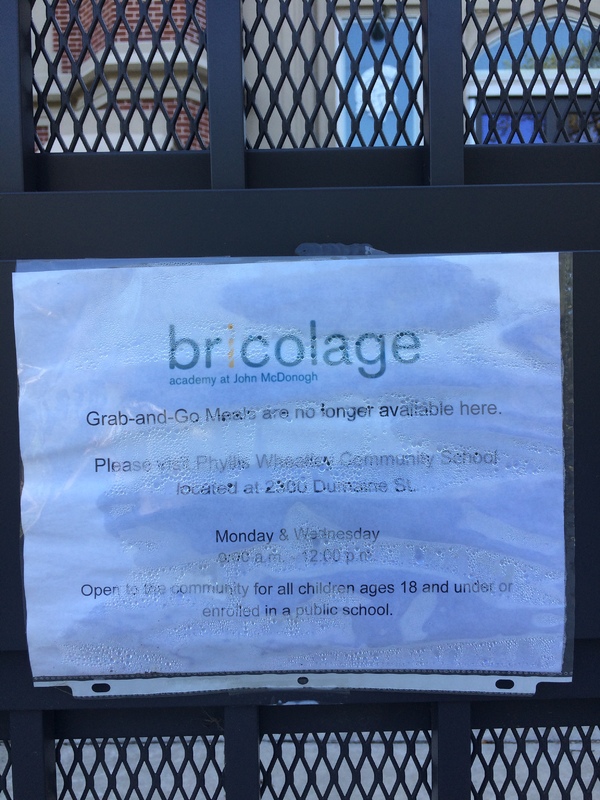 bricolage
academy at John McDonogh
Grab-and-Go Meals are no longer available here.
Please visit Phyllis Wheatley Community School
located at 2300 Dumaine St.
Monday & Wednesday
9:00 a.m. - 12:00 p.m.
Open to the community for all children ages 18 and under or
enrolled in a public school.